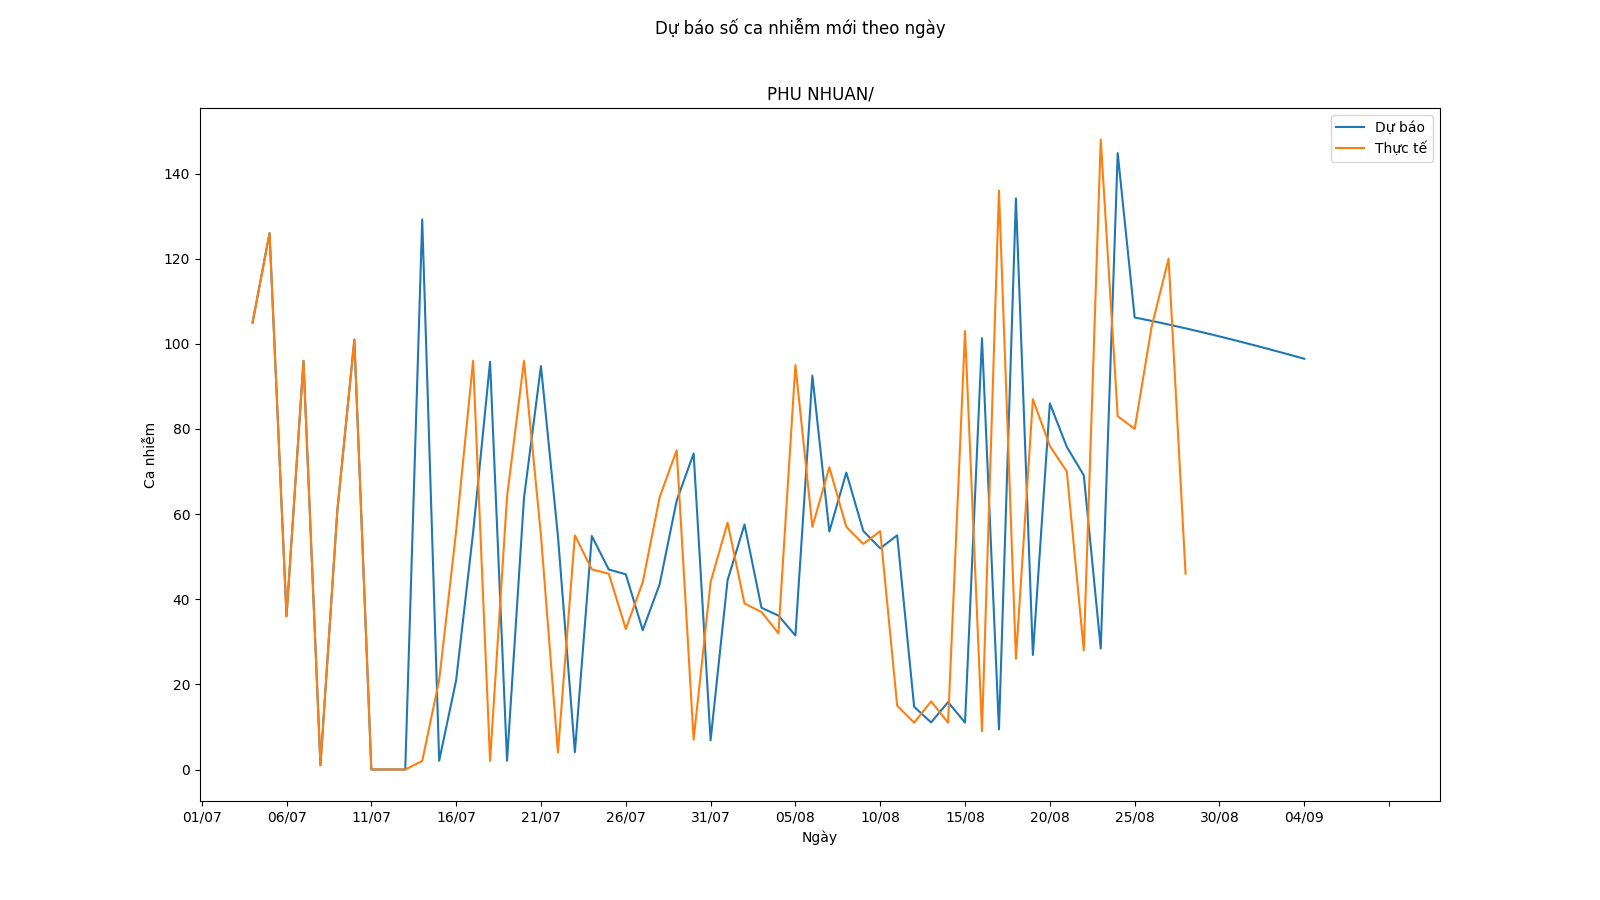 Dự báo số ca nhiễm mới theo ngày
PHU NHUAN/
Dự báo
Thực tế
140
120
100
80
60
40
20
0
Ca nhiễm
01/07 06/07 11/07 16/07 21/07 26/07 31/07 05/08 10/08 15/08 20/08 25/08 30/08 04/09
Ngày